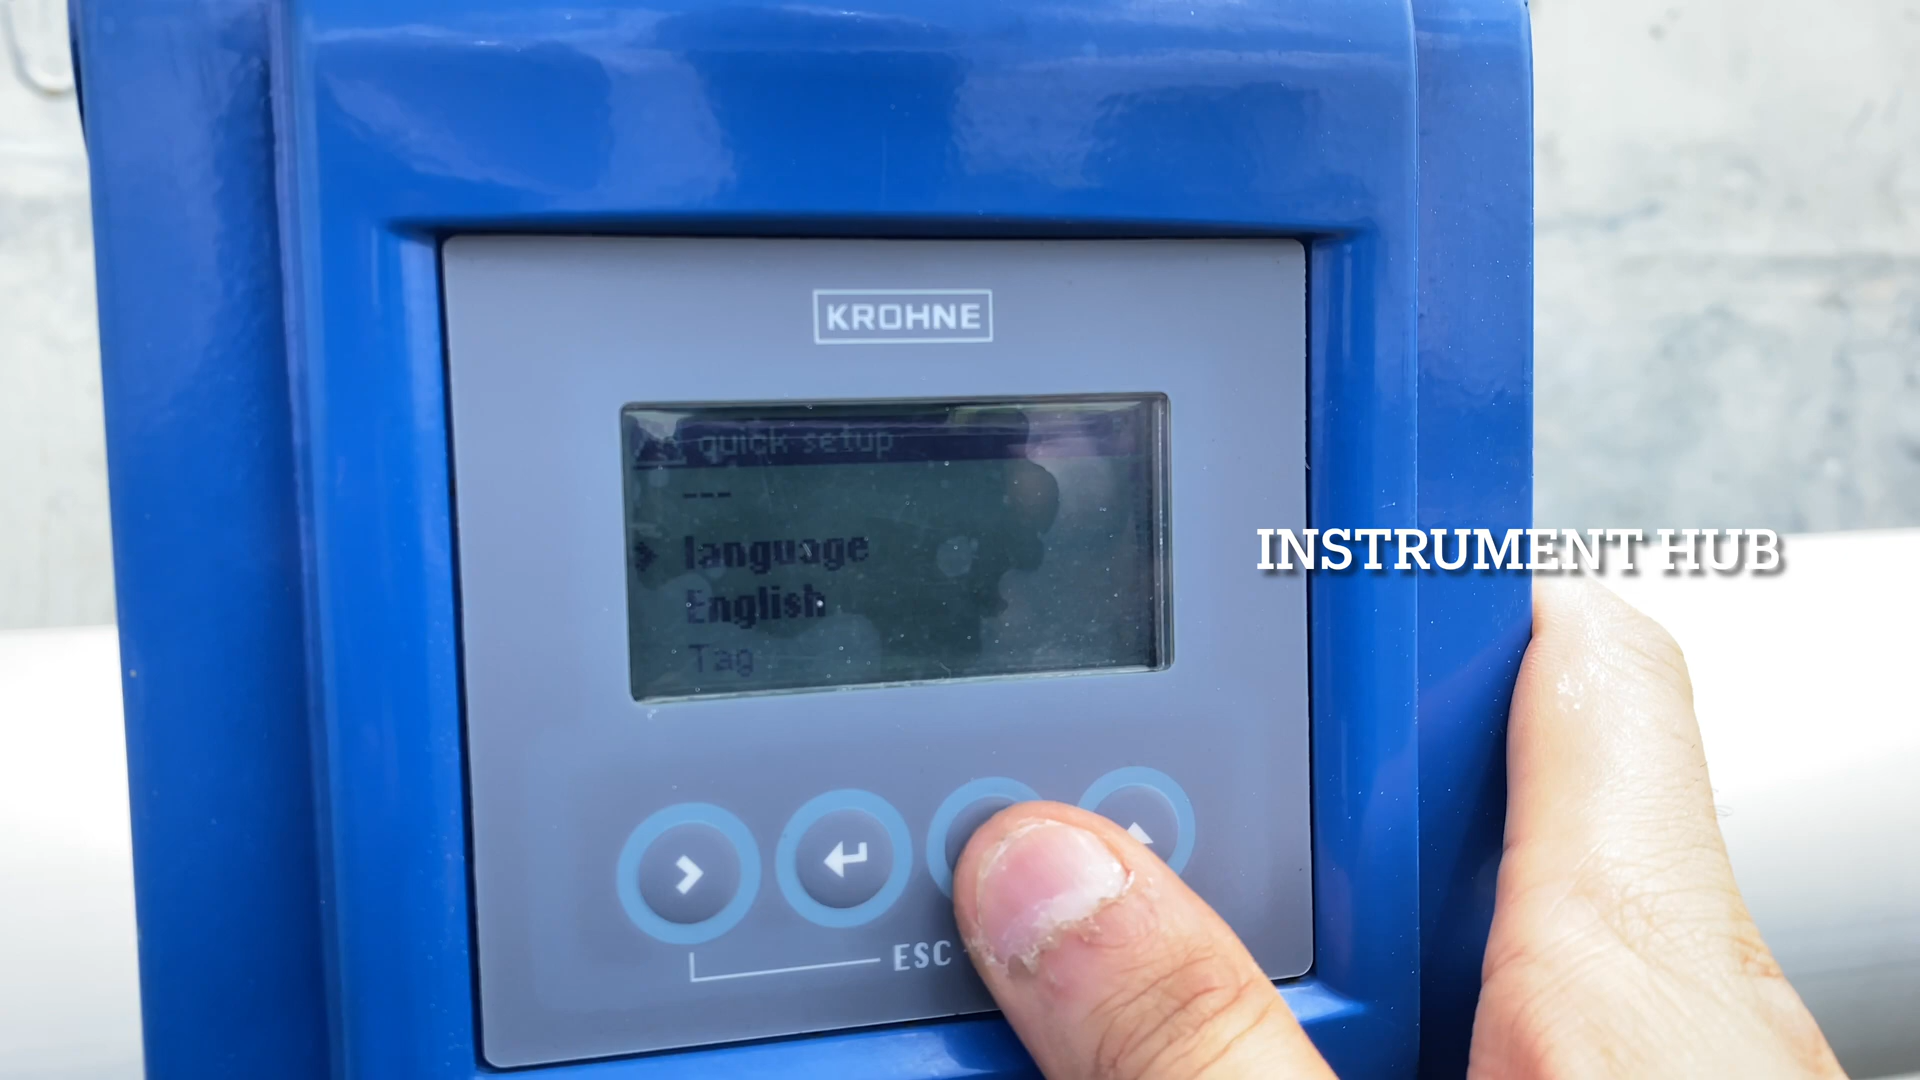 KROHNE
quick setup
---
language
English
Tag
INSTRUMENT HUB
ESC